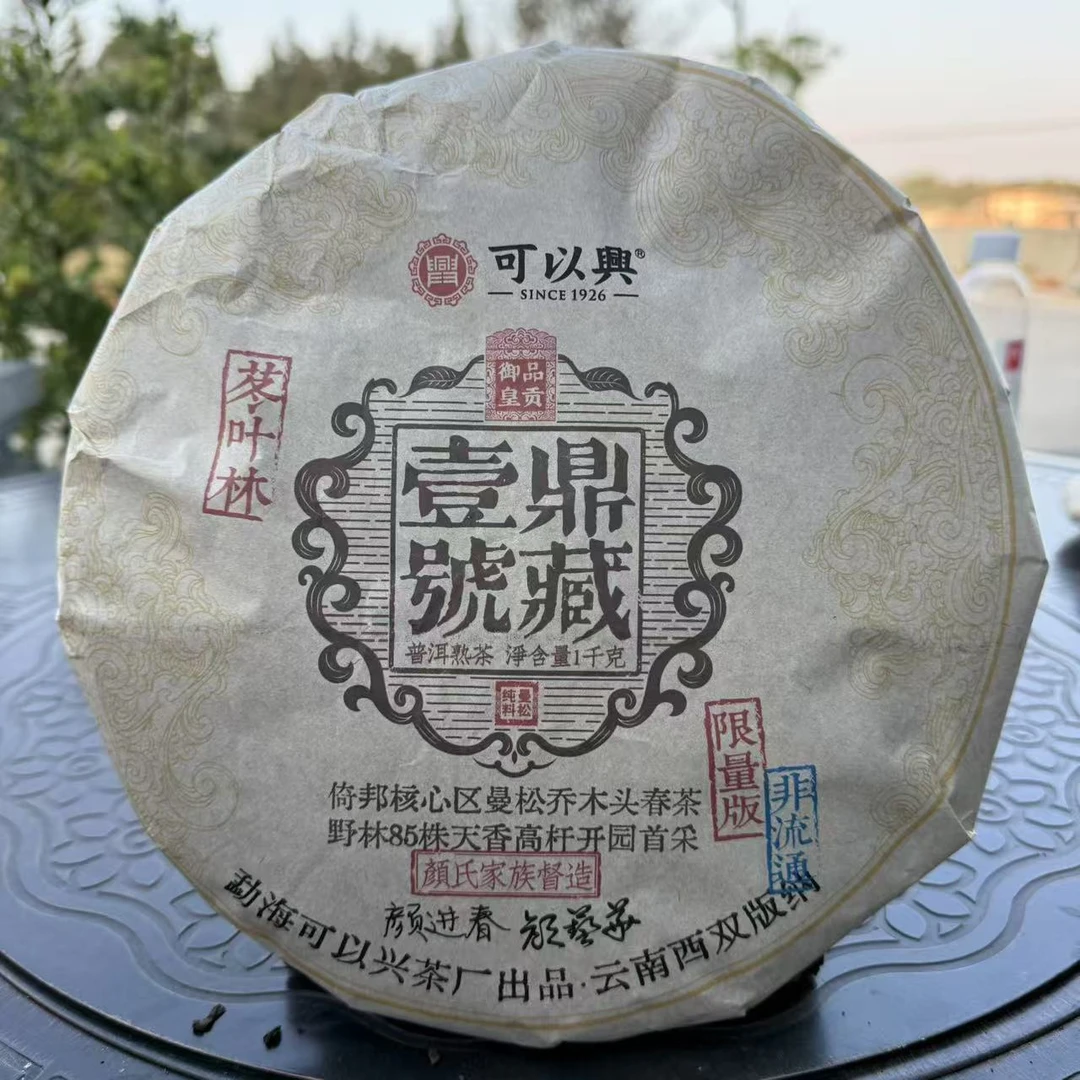 可以興®
SINCE 1926
御品
皇贡
茶叶林
鼎藏
壹號
普洱熟茶 淨含量1千克
曼松
纯料
限量版
非流通
倚邦核心区曼松乔木头春茶
野林85株天香高杆开园首采
顏氏家族督造
颜进春
勐海可以兴茶厂出品·云南西双版纳